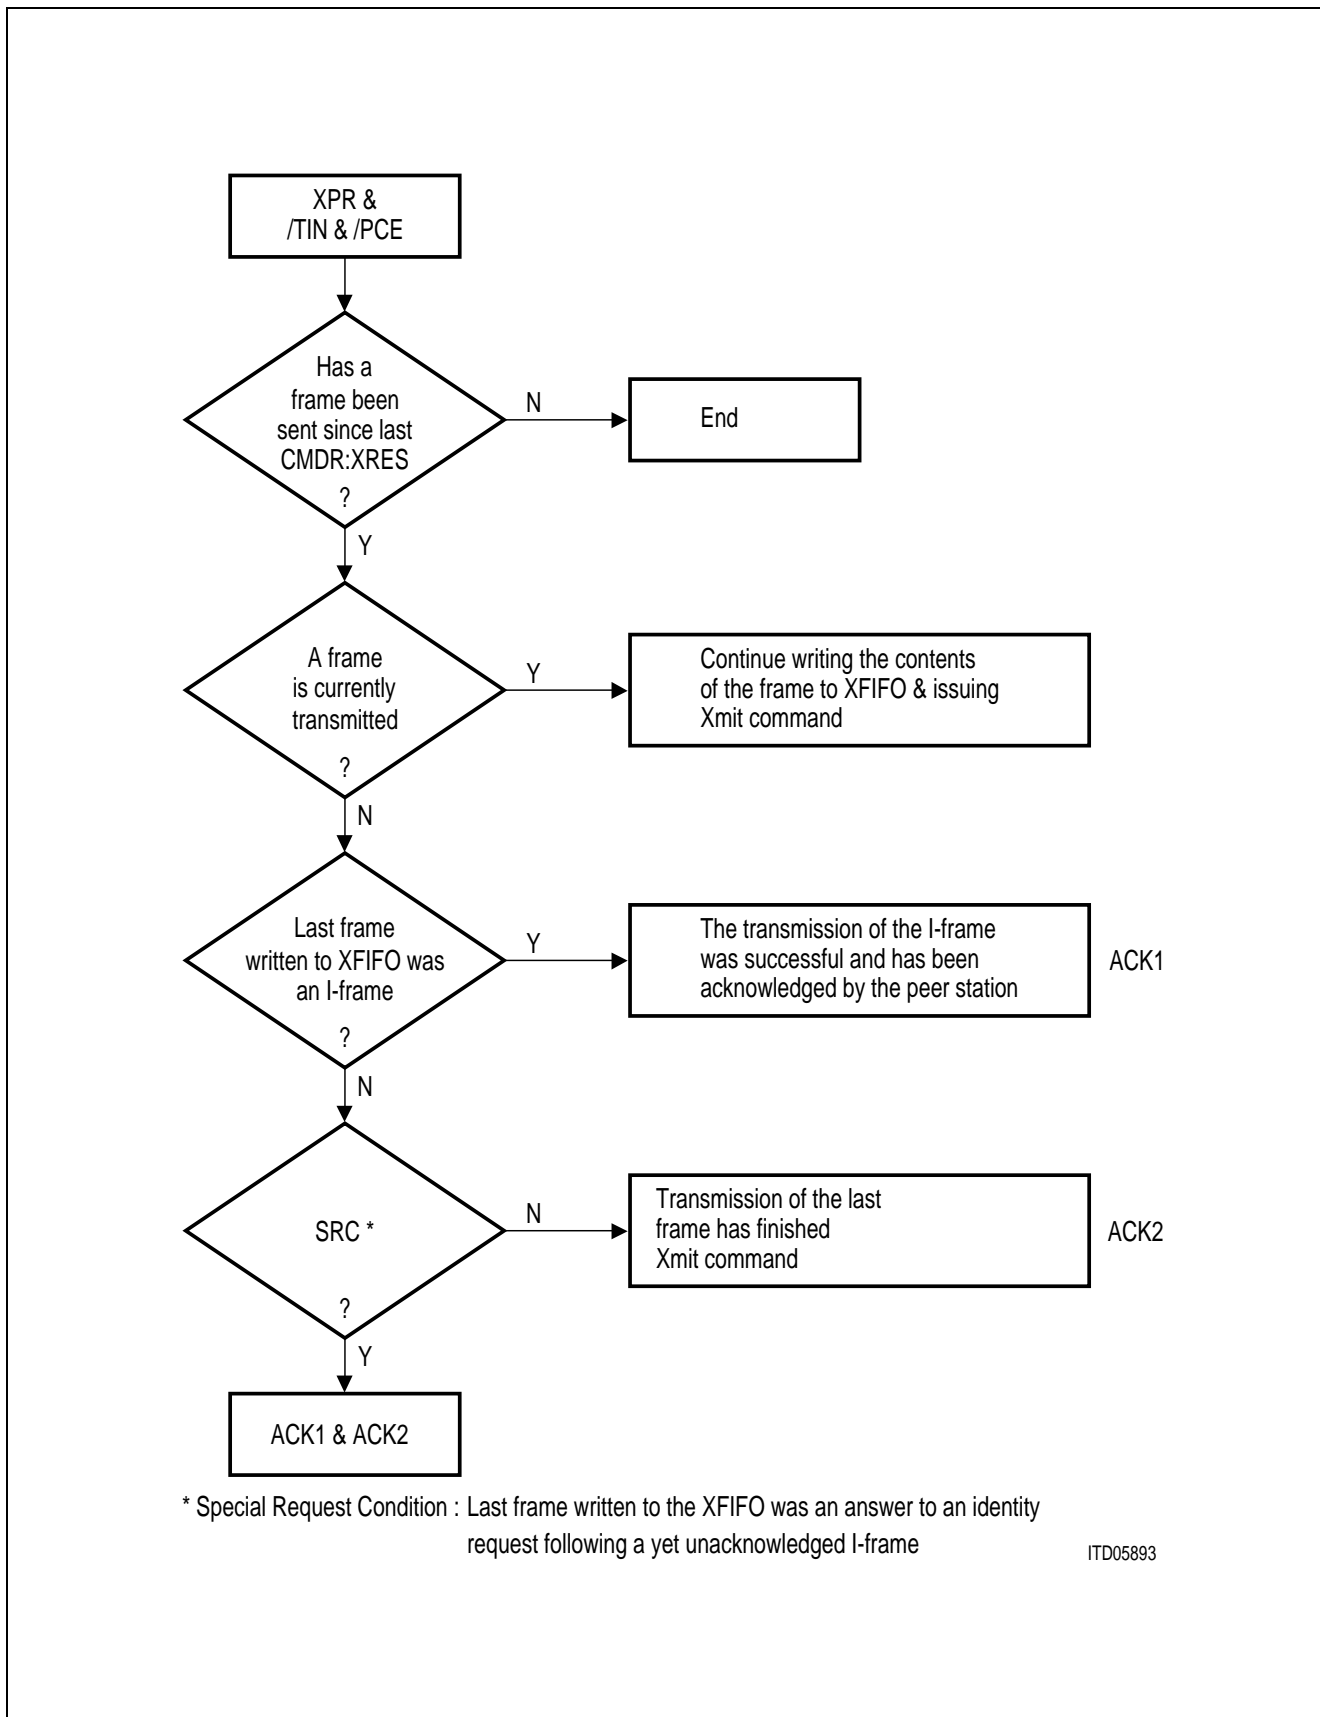 XPR &
/TIN & /PCE
Has a
frame been
sent since last
CMDR:XRES
?
N
End
Y
A frame
is currently
transmitted
?
Y
Continue writing the contents
of the frame to XFIFO & issuing
Xmit command
N
Last frame
written to XFIFO was
an I-frame
?
Y
The transmission of the I-frame
was successful and has been
acknowledged by the peer station
ACK1
N
SRC *
?
N
Transmission of the last
frame has finished
Xmit command
ACK2
Y
ACK1 & ACK2
* Special Request Condition : Last frame written to the XFIFO was an answer to an identity
request following a yet unacknowledged I-frame
ITD05893